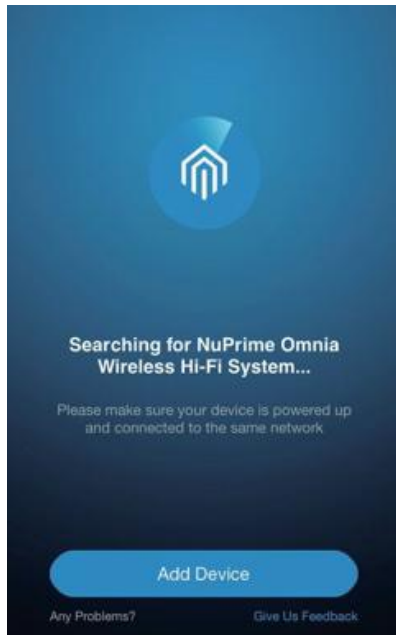 Searching for NuPrime Omnia
Wireless Hi-Fi System...
Please make sure your device is powered up
and connected to the same network
Add Device
Any Problems?
Give Us Feedback